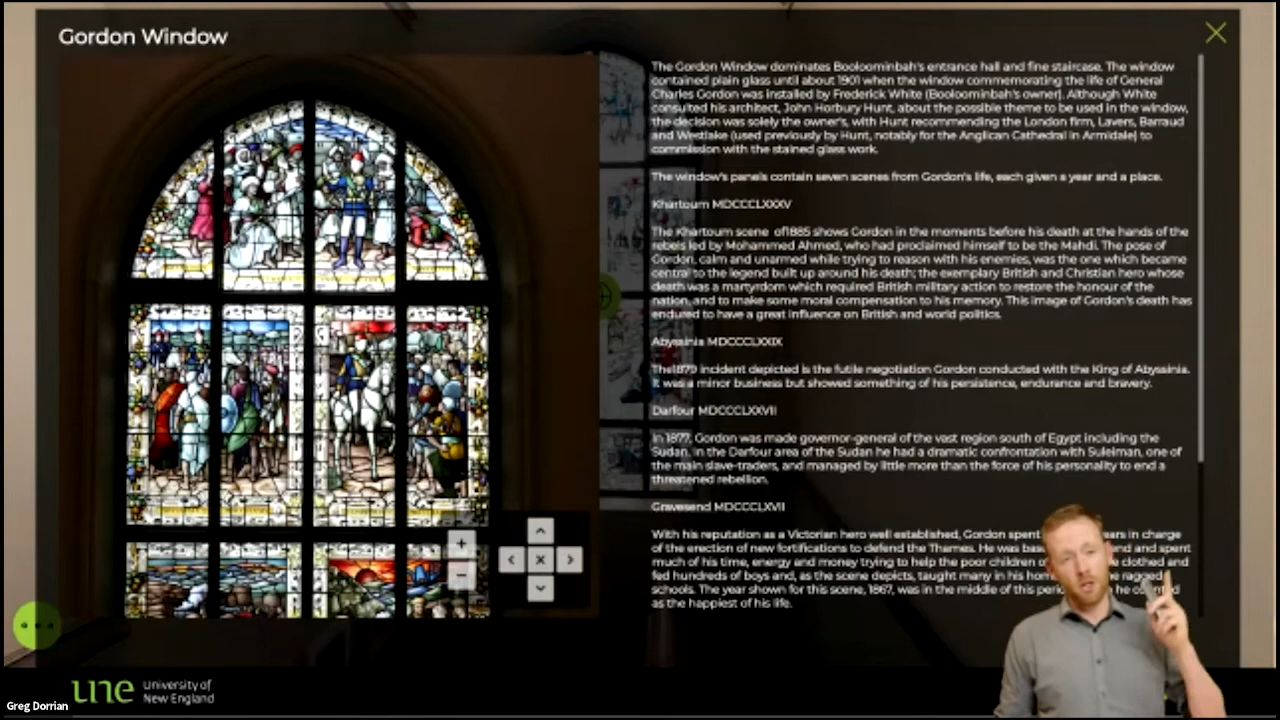 Gordon Window
The Gordon Window dominates Booloominbah's entrance hall and fine staircase. The window
contained plain glass until about 1901 when the window commemorating the life of General
Charles Gordon was installed by Frederick White (Booloominbah's owner). Although White
consulted his architect, John Horbury Hunt, about the possible theme to be used in the window,
the decision was solely the owner's, with Hunt recommending the London firm, Lavers, Barraud
and Westlake (used previously by Hunt, notably for the Anglican Cathedral in Armidale) to
commission with the stained glass work.
The window's panels contain seven scenes from Gordon's life, each given a year and a place.
Khartoum MDCCCLXXXV
The Khartoum scene of1885 shows Gordon in the moments before his death at the hands of the
rebels led by Mohammed Ahmed, who had proclaimed himself to be the Mahdi. The pose of
Gordon, calm and unarmed while trying to reason with his enemies, was the one which became
central to the legend built up around his death; the exemplary British and Christian hero whose
death was a martyrdom which required British military action to restore the honour of the
nation, and to make some moral compensation to his memory. This image of Gordon's death has
endured to have a great influence on British and world politics.
Abyssinia MDCCCLXXIX
The1879 incident depicted is the futile negotiation Gordon conducted with the King of Abyssinia.
It was a minor business but showed something of his persistence, endurance and bravery.
Darfour MDCCCLXXVII
In 1877, Gordon was made governor-general of the vast region south of Egypt including the
Sudan. In the Darfour area of the Sudan he had a dramatic confrontation with Suleiman, one of
the main slave-traders, and managed by little more than the force of his personality to end a
threatened rebellion.
Gravesend MDCCCLXVII
With his reputation as a Victorian hero well established, Gordon spent in charge
of the erection of new fortifications to defend the Thames. He was and spent
much of his time, energy and money trying to help the poor children clothed and
fed hundreds of boys and, as the scene depicts, taught many in his ragged
schools. The year shown for this scene, 1867, was in the middle of this he
as the happiest of his life.
une University of
New England
Greg Dorrian